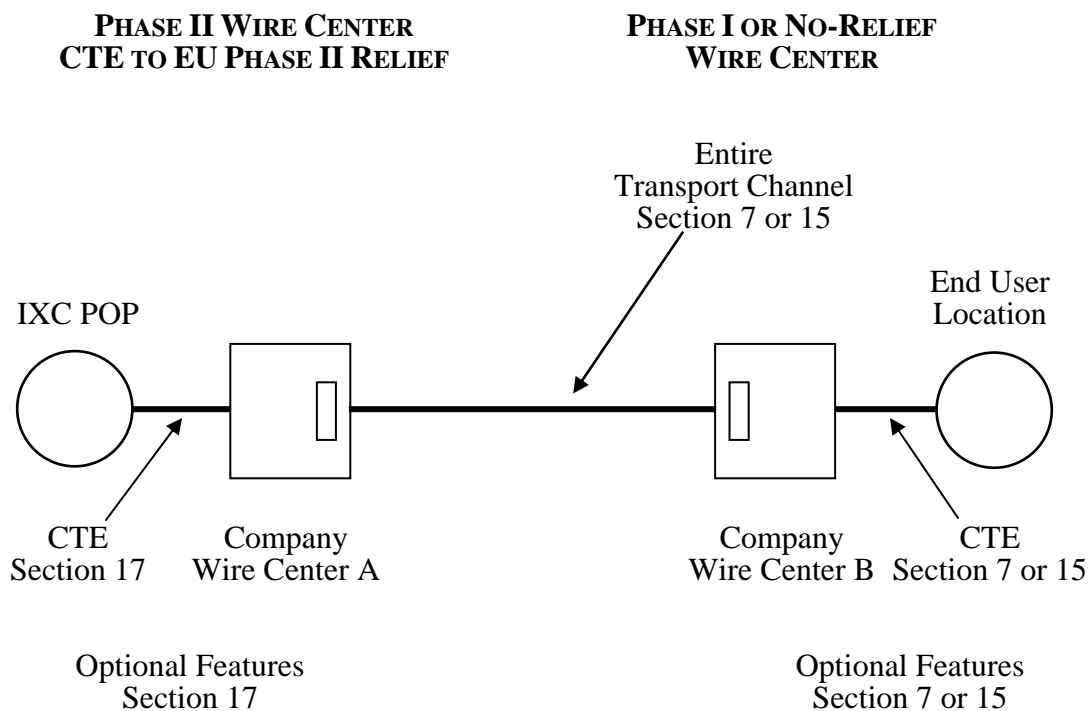 PHASE II WIRE CENTER
CTE TO EU PHASE II RELIEF
PHASE I OR NO-RELIEF
WIRE CENTER
Entire
Transport Channel
Section 7 or 15
IXC POP
End User
Location
CTE
Section 17
Company
Wire Center A
Company
Wire Center B
CTE
Section 7 or 15
Optional Features
Section 17
Optional Features
Section 7 or 15